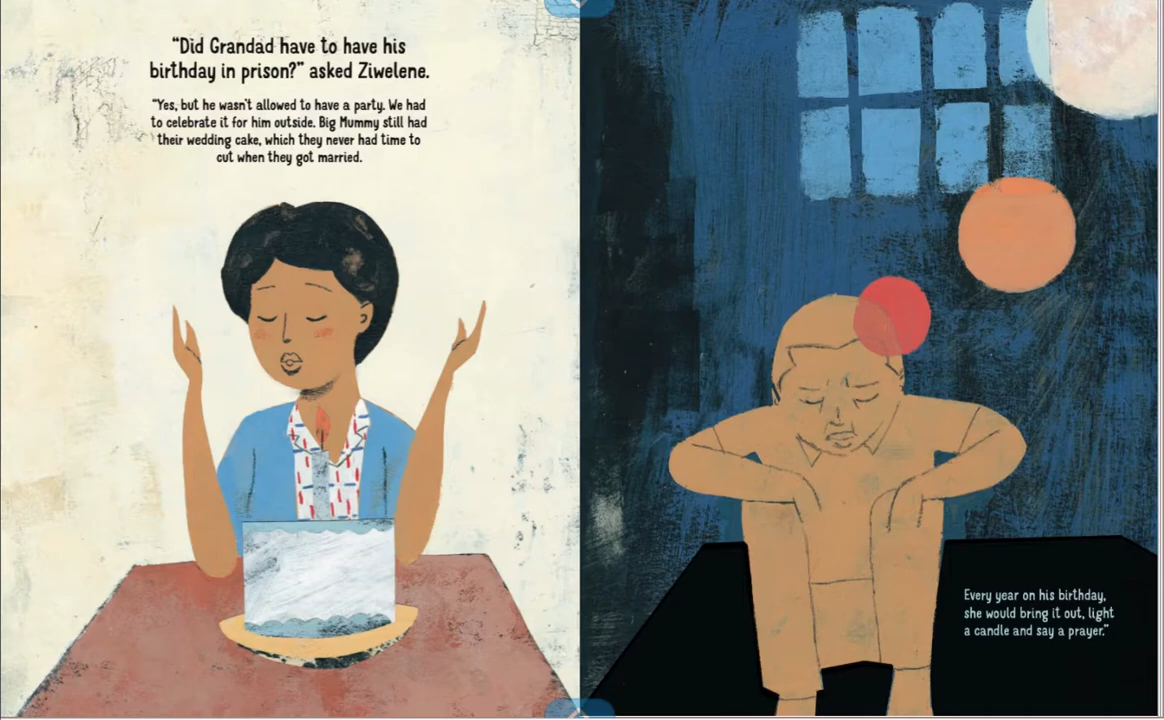 “Did Grandad have to have his
birthday in prison?” asked Ziwelene.
“Yes, but he wasn’t allowed to have a party. We had
to celebrate it for him outside. Big Mummy still had
their wedding cake, which they never had time to
cut when they got married.
Every year on his birthday,
she would bring it out, light
a candle and say a prayer.”